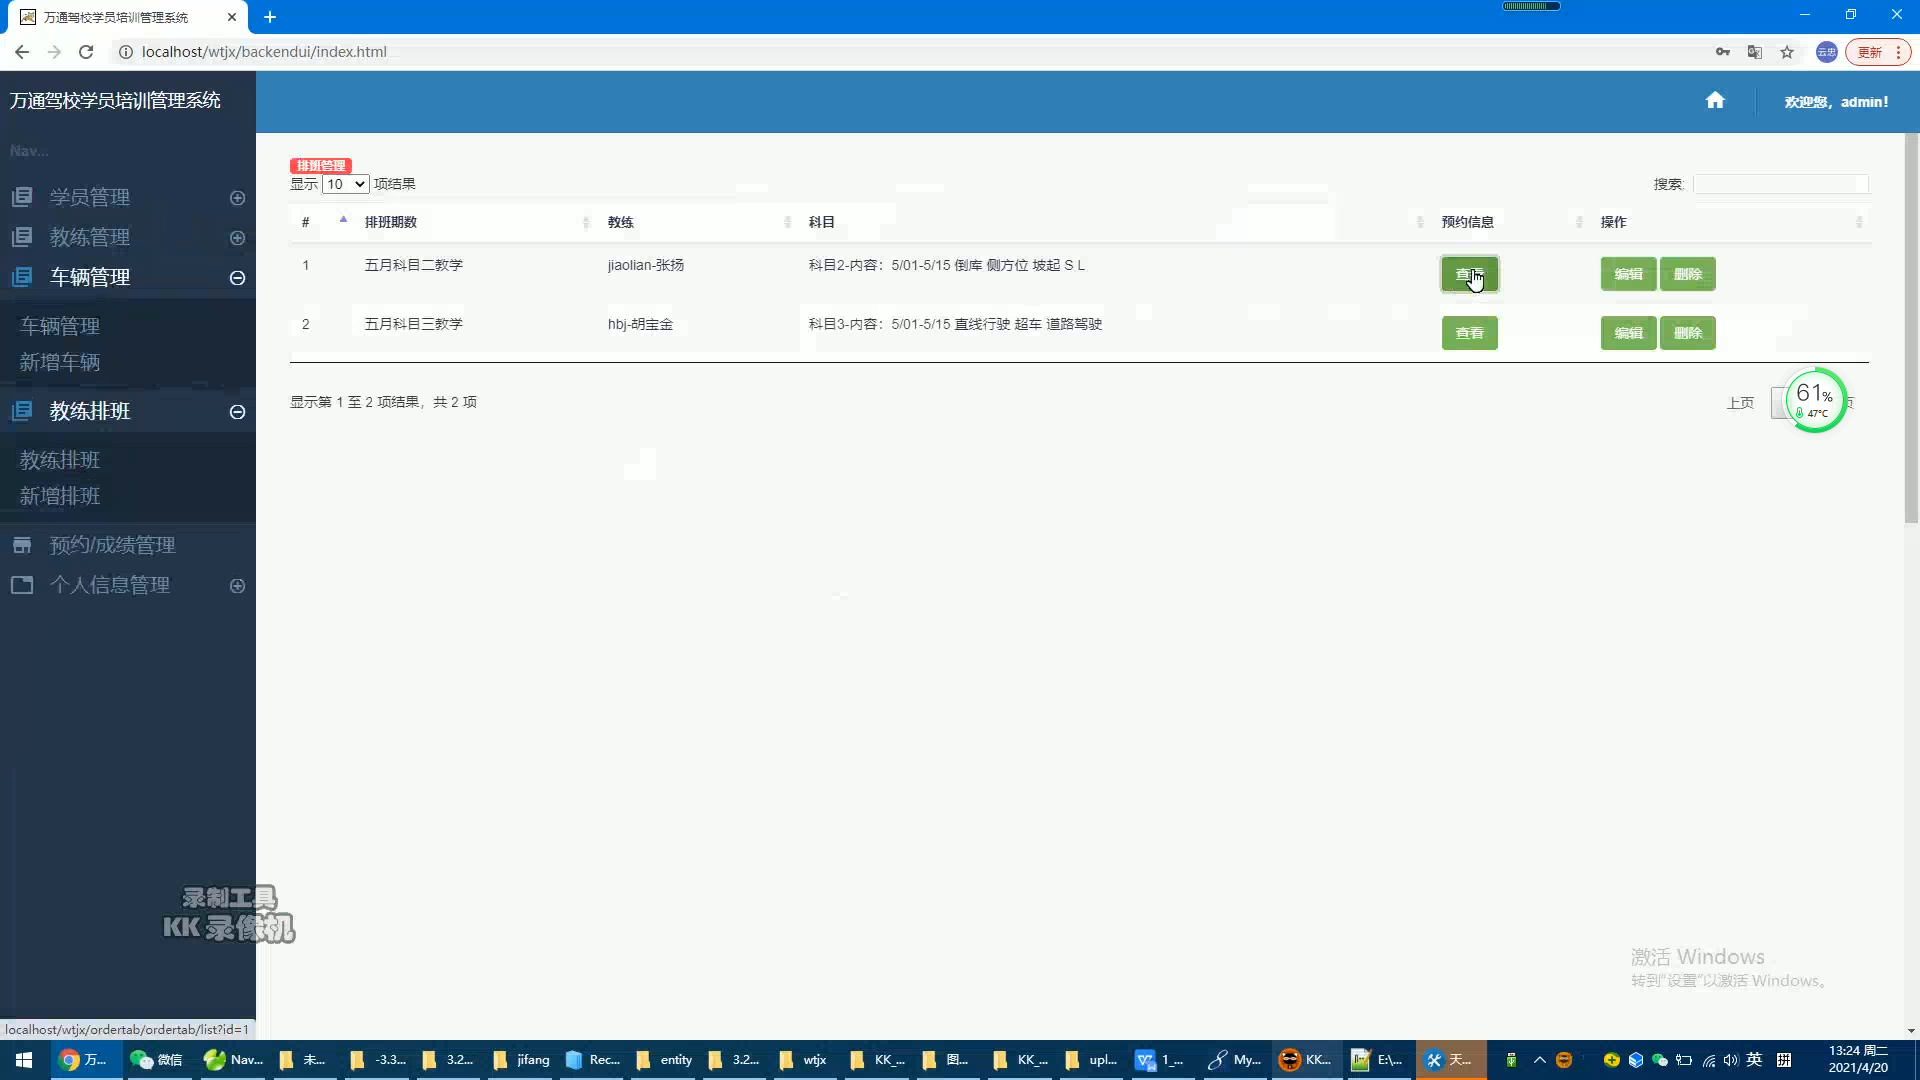 万通驾校学员培训管理系统
localhost/wtjx/backendui/index.html
云忠
更新
万通驾校学员培训管理系统
欢迎您，admin！
Nav...
学员管理
教练管理
车辆管理
车辆管理
新增车辆
教练排班
教练排班
新增排班
预约/成绩管理
个人信息管理
排班管理
显示 10 项结果
搜索:
# 排班期数 教练 科目 预约信息 操作
1 五月科目二教学 jiaolian-张扬 科目2-内容：5/01-5/15 倒库 侧方位 坡起 S L 查看 编辑 删除
2 五月科目三教学 hbj-胡宝金 科目3-内容：5/01-5/15 直线行驶 超车 道路驾驶 查看 编辑 删除
显示第 1 至 2 项结果，共 2 项
上页 页
61%
47°C
录制工具
KK 录像机
激活 Windows
转到"设置"以激活 Windows。
localhost/wtjx/ordertab/ordertab/list?id=1
万... 微信 Nav... 未... -3.3... 3.2... jifang Rec... entity 3.2... wtjx KK_... 图... KK_... upl... 1_... My... KK... E:\... 天... 英 拼
13:24 周二
2021/4/20